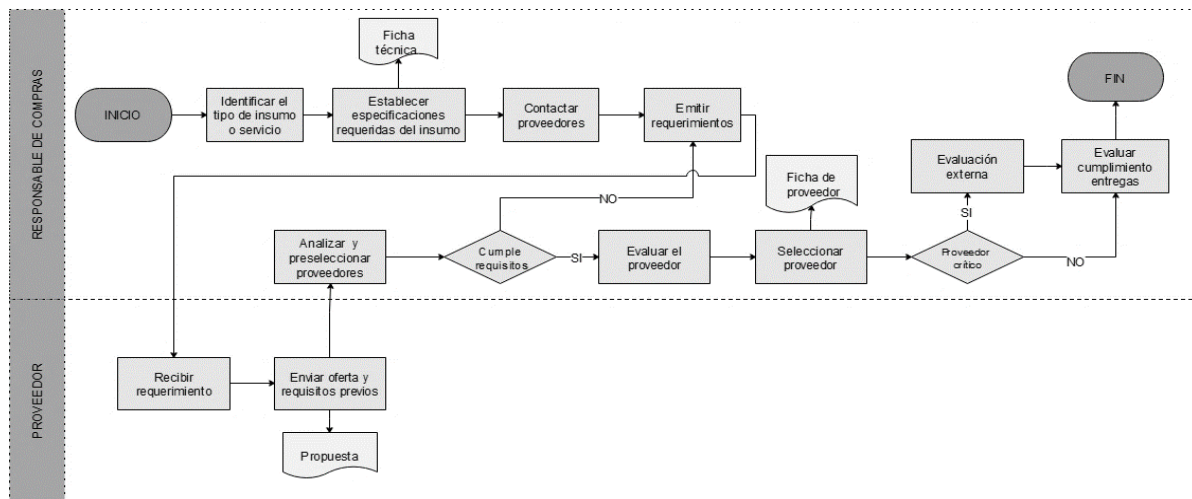 RESPONSABLE DE COMPRAS
Ficha
técnica
INICIO
Identificar el
tipo de insumo
o servicio
Establecer
especificaciones
requeridas del insumo
Contactar
proveedores
Emitir
requerimientos
FIN
Evaluación
externa
Evaluar
cumplimiento
entregas
Ficha de
proveedor
NO
SI
Analizar y
preseleccionar
proveedores
Cumple
requisitos
SI
Evaluar el
proveedor
Seleccionar
proveedor
Proveedor
crítico
NO
PROVEEDOR
Recibir
requerimiento
Enviar oferta y
requisitos previos
Propuesta